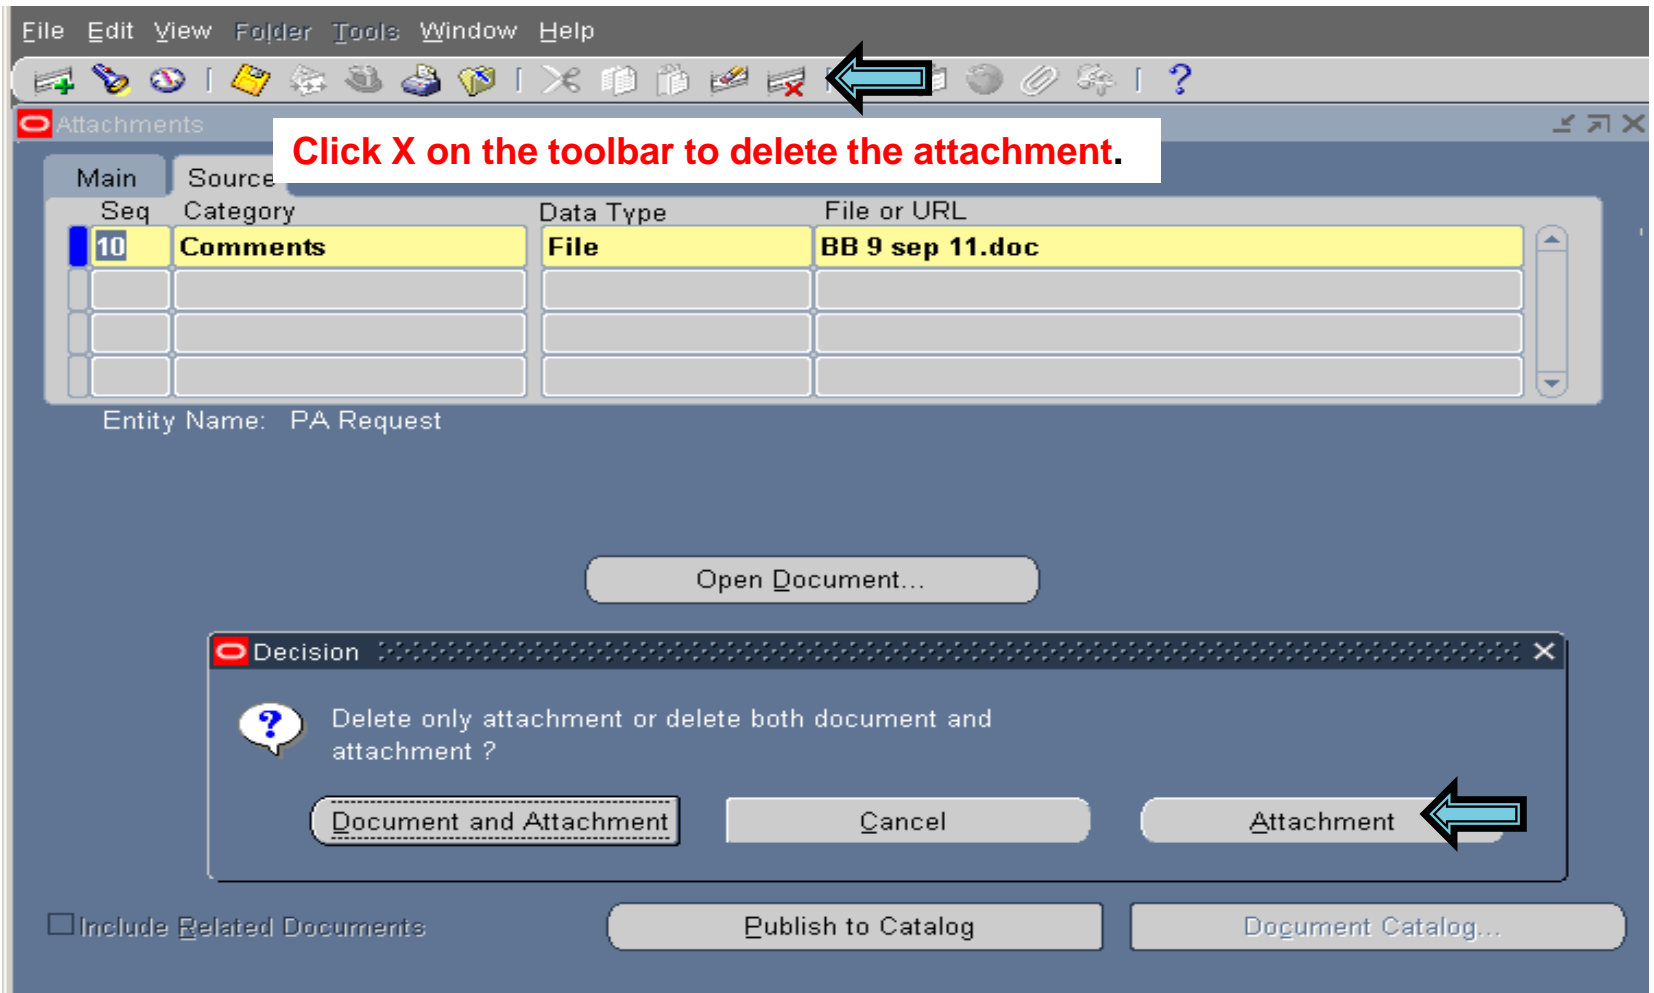 File Edit View Folder Tools Window Help
?
Attachments
Click X on the toolbar to delete the attachment.
Main Source
Seq Category Data Type File or URL
10 Comments File BB 9 sep 11.doc
Entity Name: PA Request
Open Document...
Decision
? Delete only attachment or delete both document and
attachment ?
Document and Attachment Cancel Attachment
Include Related Documents Publish to Catalog Document Catalog...